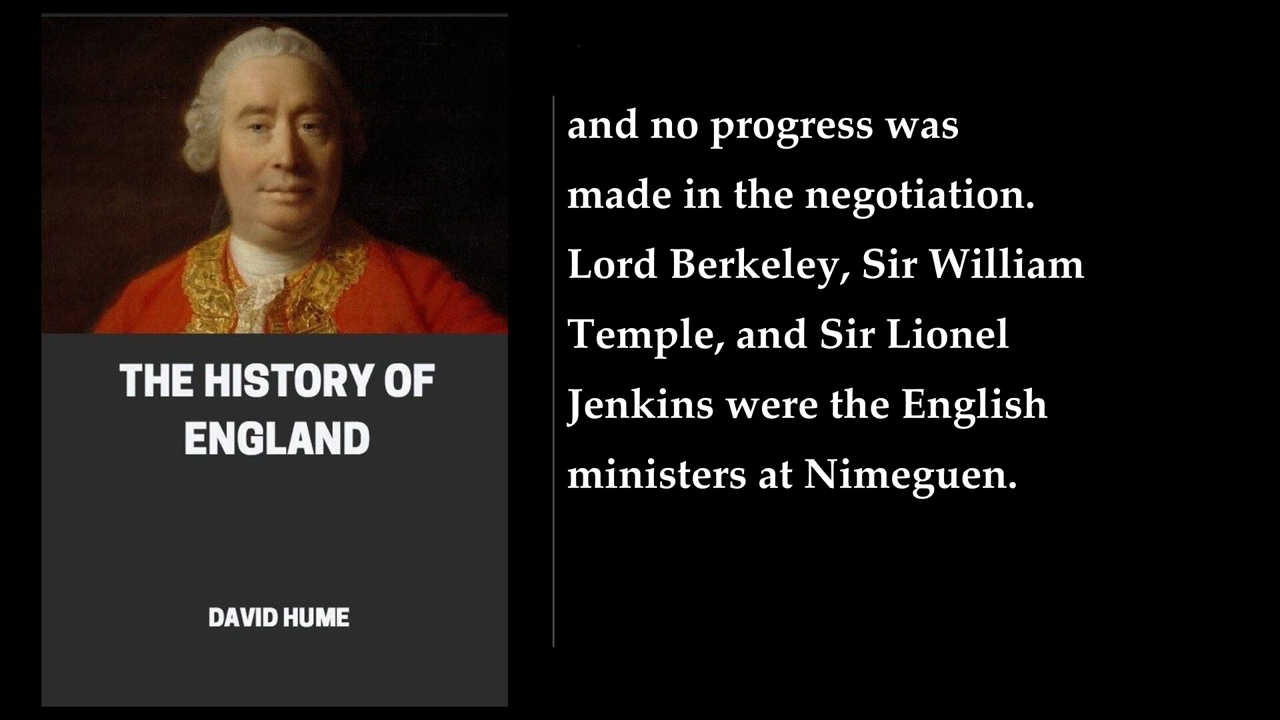 THE HISTORY OF
ENGLAND
DAVID HUME
and no progress was
made in the negotiation.
Lord Berkeley, Sir William
Temple, and Sir Lionel
Jenkins were the English
ministers at Nimeguen.